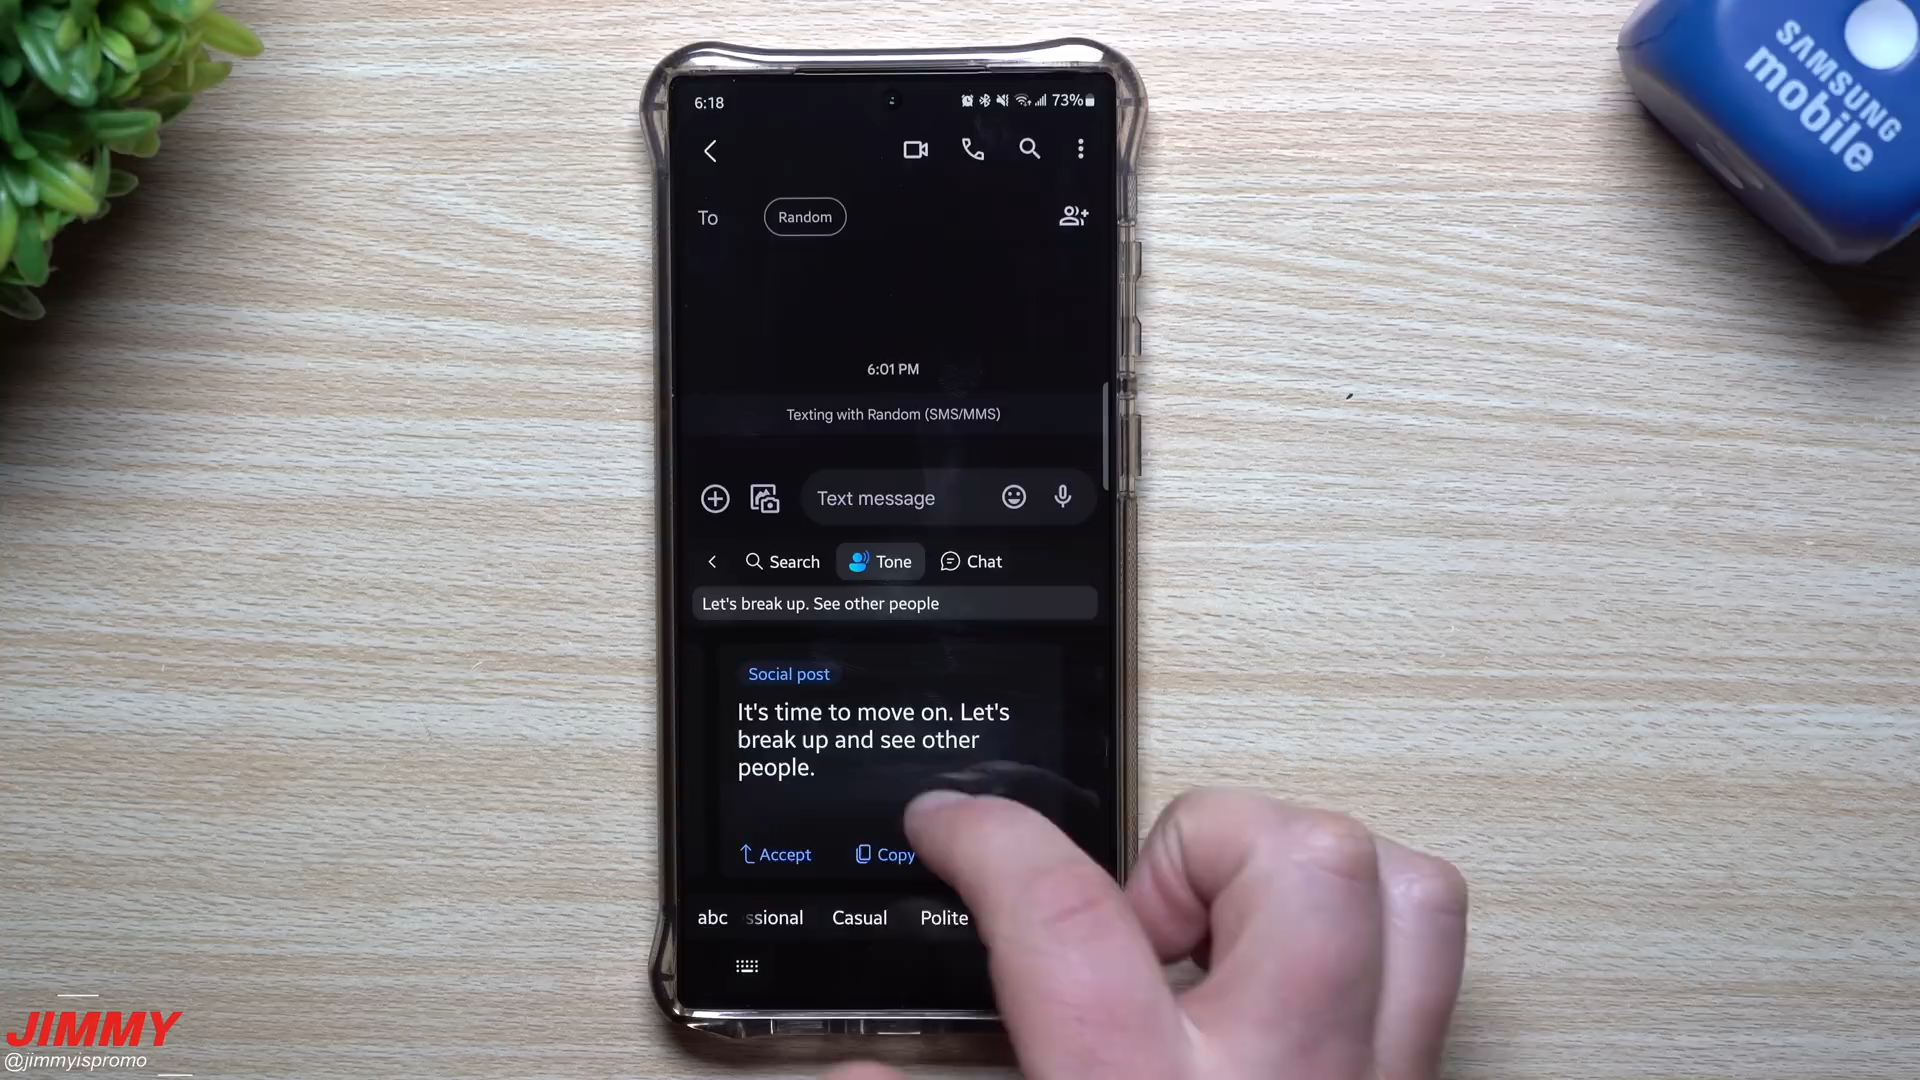 SAMSUNG
mobile
6:18
73%
To
Random
6:01 PM
Texting with Random (SMS/MMS)
Text message
Search
Tone
Chat
Let's break up. See other people
Social post
It's time to move on. Let's
break up and see other
people.
Accept
Copy
abc
ssional
Casual
Polite
JIMMY
@jimmyispromo